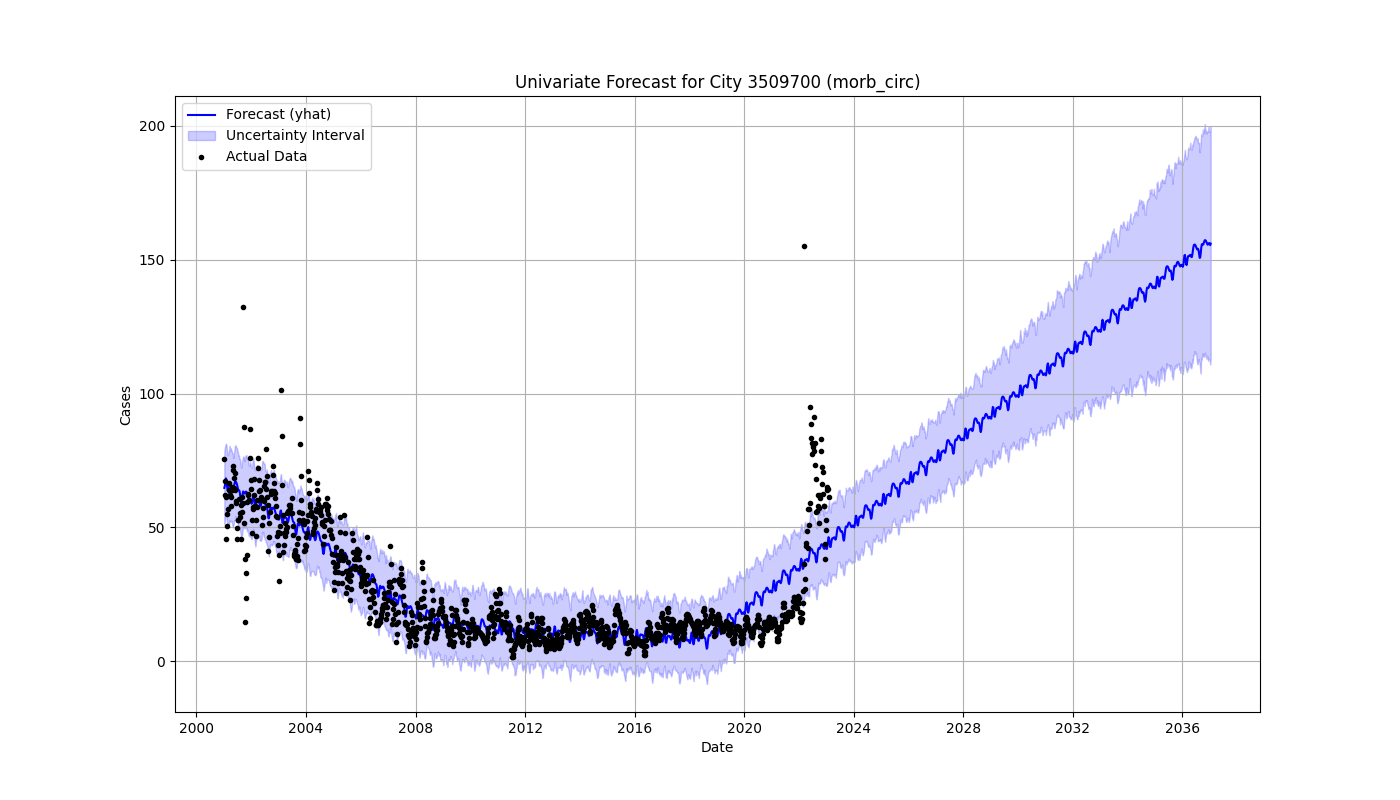 Univariate Forecast for City 3509700 (morb_circ)
Forecast (yhat)
Uncertainty Interval
Actual Data
200
150
100
50
0
Cases
2000 2004 2008 2012 2016 2020 2024 2028 2032 2036
Date